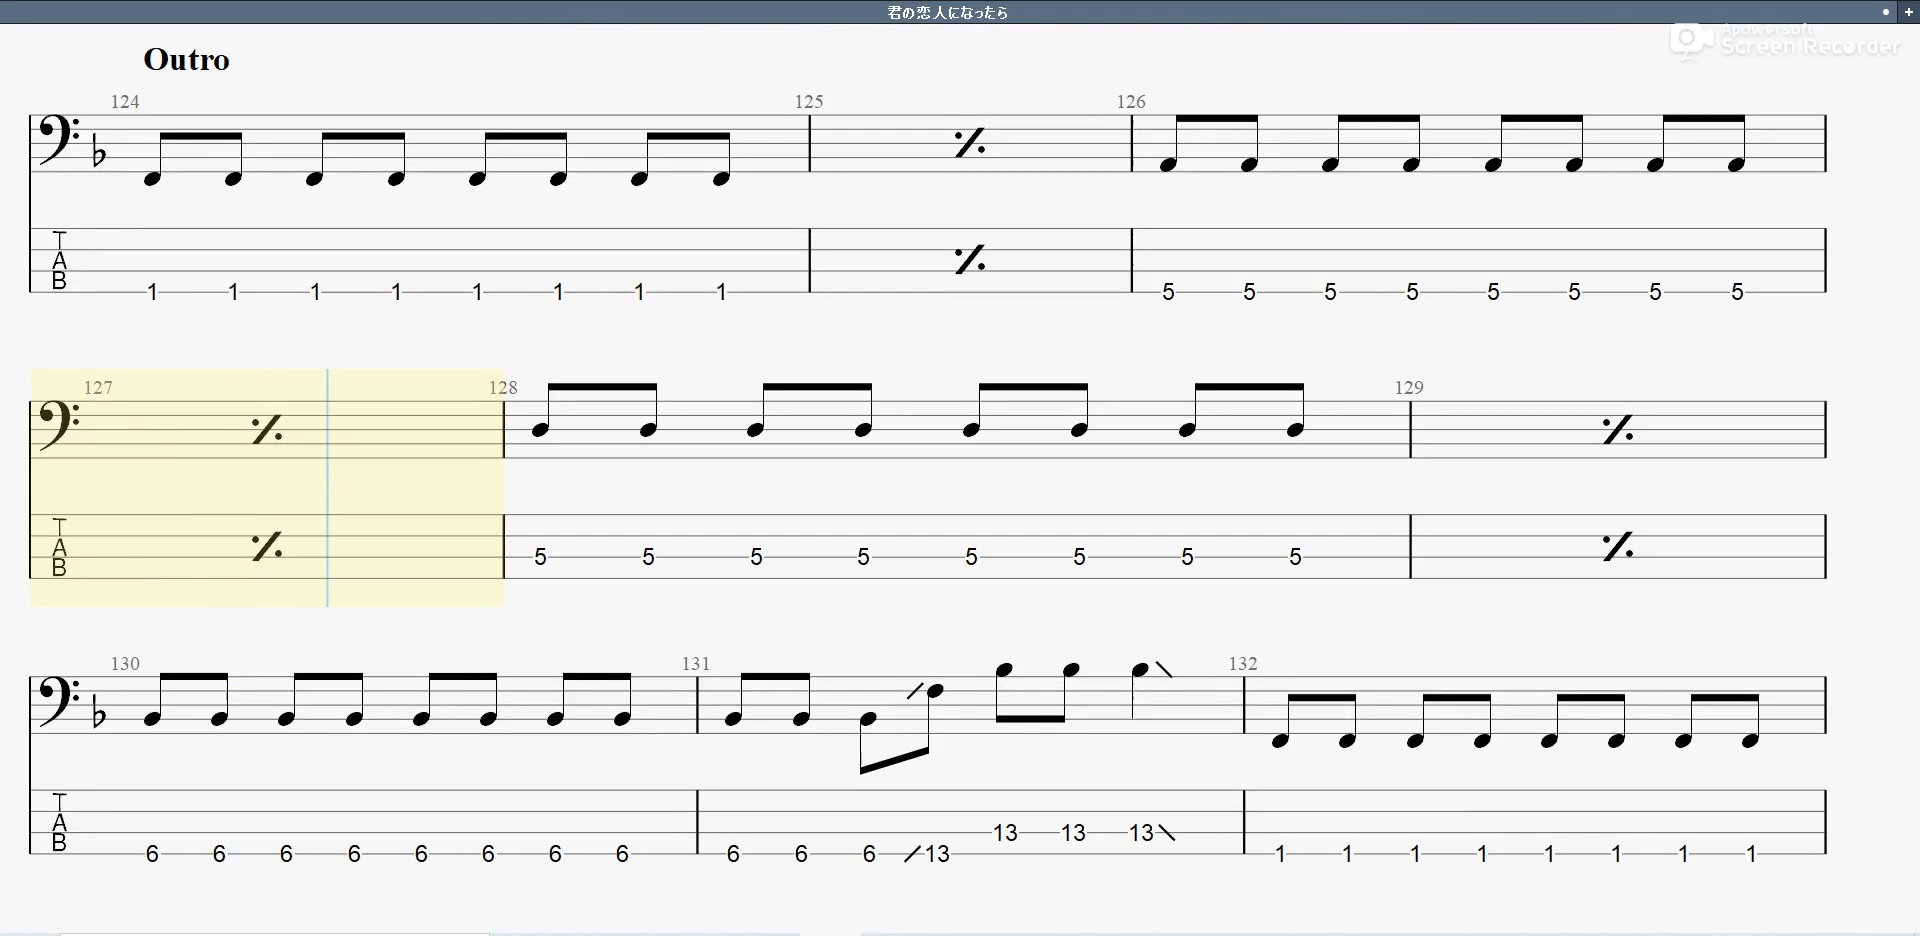 君の恋人になったら
Apowersoft
Screen Recorder
Outro
124 125 126
T
A
B
1 1 1 1 1 1 1 1 5 5 5 5 5 5 5 5
127 128 129
T
A
B
5 5 5 5 5 5 5 5
130 131 132
T
A
B
13 13 13
6 6 6 6 6 6 6 6 6 6 6 13 1 1 1 1 1 1 1 1